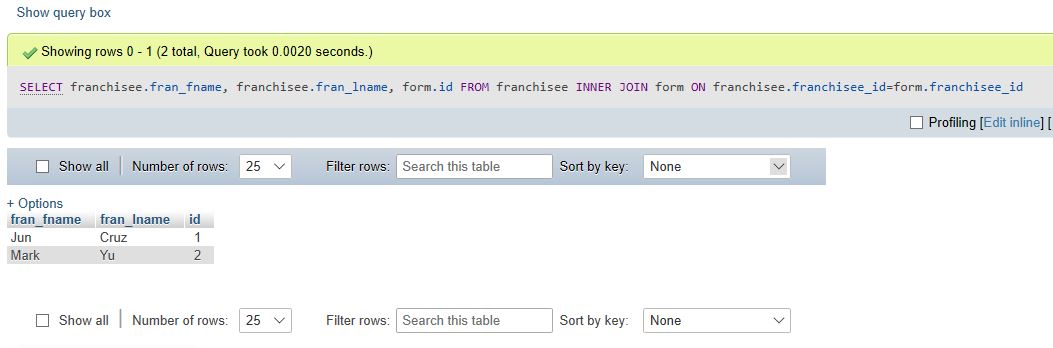 Show query box
Showing rows 0 - 1 (2 total, Query took 0.0020 seconds.)
SELECT franchisee.fran_fname, franchisee.fran_lname, form.id FROM franchisee INNER JOIN form ON franchisee.franchisee_id=form.franchisee_id
Profiling [Edit inline] [
Show all Number of rows: 25 Filter rows: Search this table Sort by key: None
+ Options
fran_fname fran_lname id
Jun Cruz 1
Mark Yu 2
Show all Number of rows: 25 Filter rows: Search this table Sort by key: None